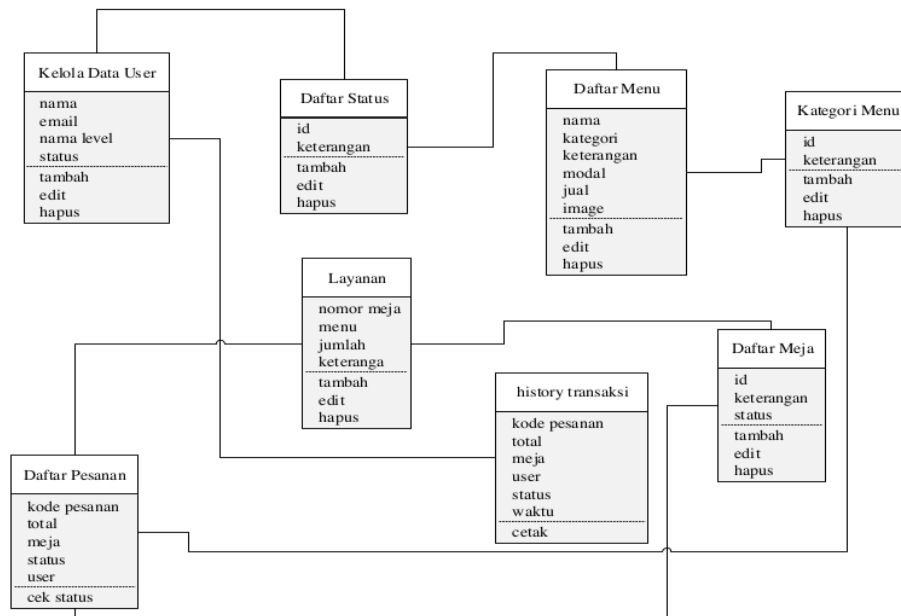 Kelola Data User
nama
email
nama level
status
tambah
edit
hapus
Daftar Status
id
keterangan
tambah
edit
hapus
Daftar Menu
nama
kategori
keterangan
modal
jual
image
tambah
edit
hapus
Kategori Menu
id
keterangan
tambah
edit
hapus
Layanan
nomor meja
menu
jumlah
keteranga
tambah
edit
hapus
Daftar Meja
id
keterangan
status
tambah
edit
hapus
history transaksi
kode pesanan
total
meja
user
status
waktu
cetak
Daftar Pesanan
kode pesanan
total
meja
status
user
cek status